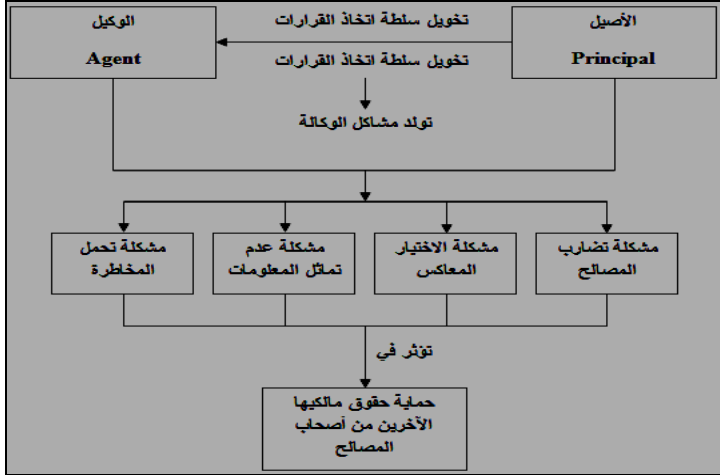 الأصيل
Principal
تخويل سلطة اتخاذ القرارات
تخويل سلطة اتخاذ القرارات
الوكيل
Agent
تولد مشاكل الوكالة
مشكلة تضارب
المصالح
مشكلة الاختيار
المعاكس
مشكلة عدم
تماثل المعلومات
مشكلة تحمل
المخاطرة
تؤثر في
حماية حقوق مالكيها
الآخرين من أصحاب
المصالح